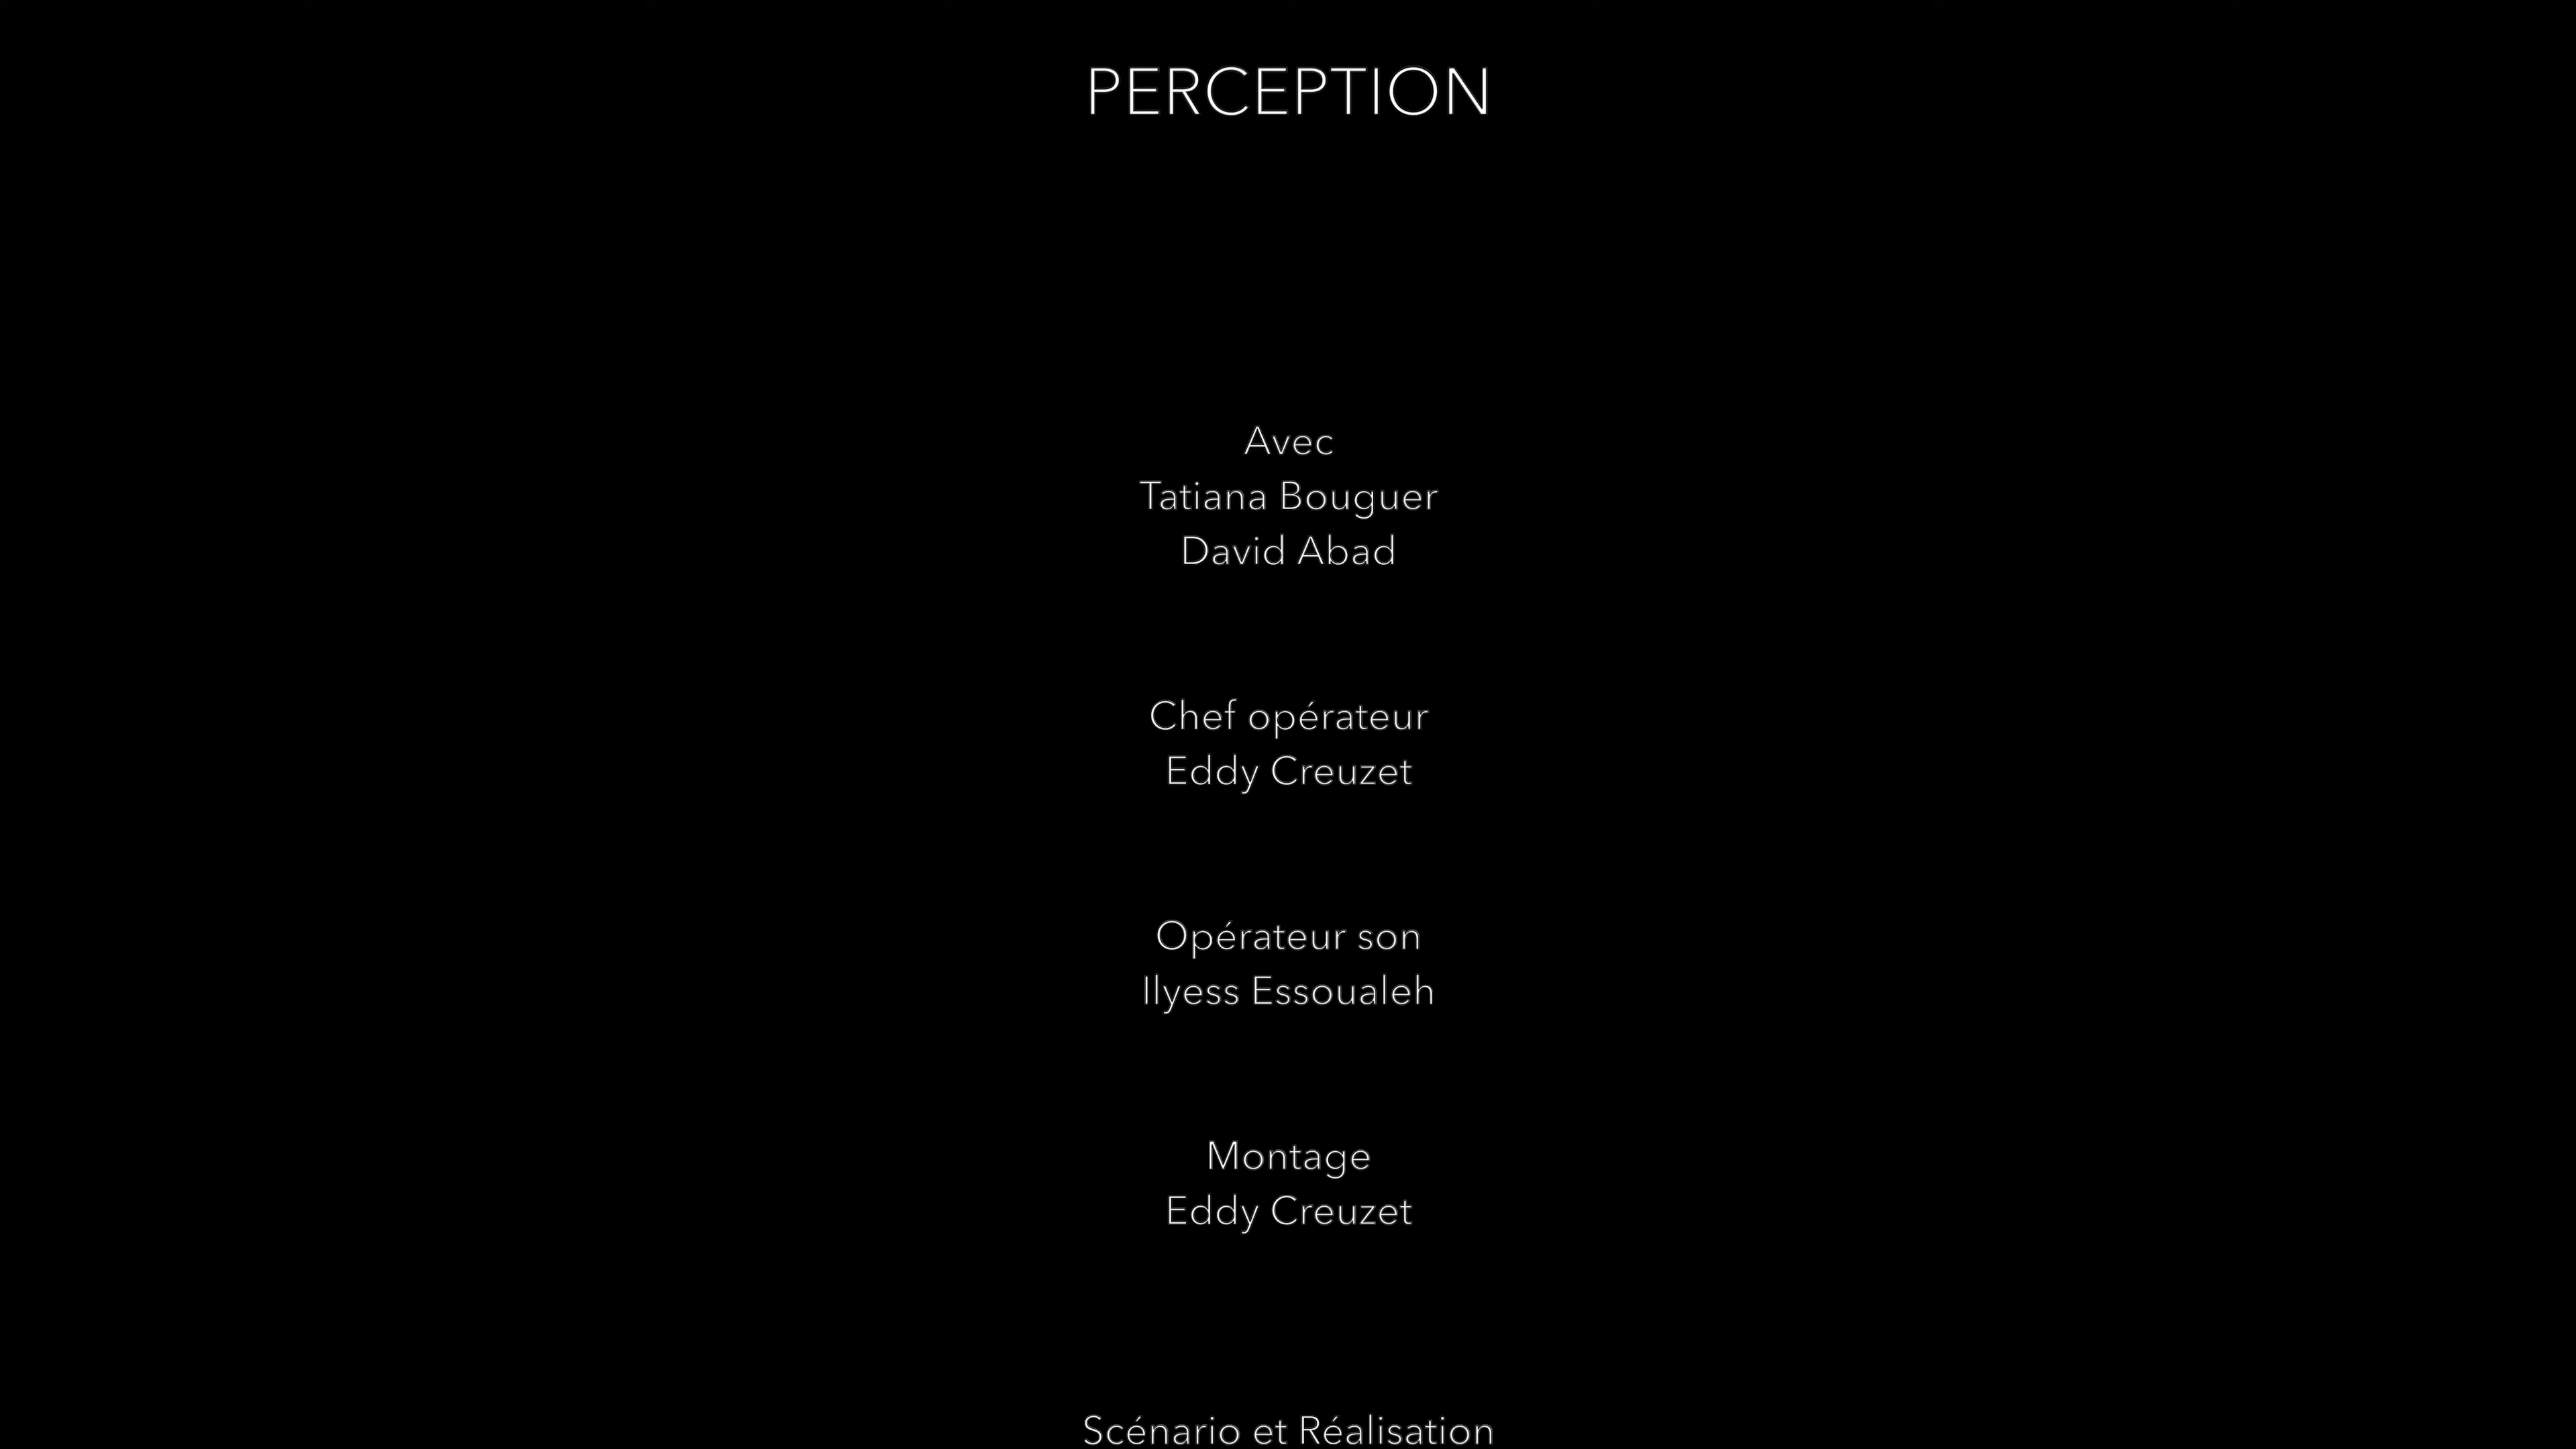 PERCEPTION
Avec
Tatiana Bouguer
David Abad
Chef opérateur
Eddy Creuzet
Opérateur son
Ilyess Essoualeh
Montage
Eddy Creuzet
Scénario et Réalisation